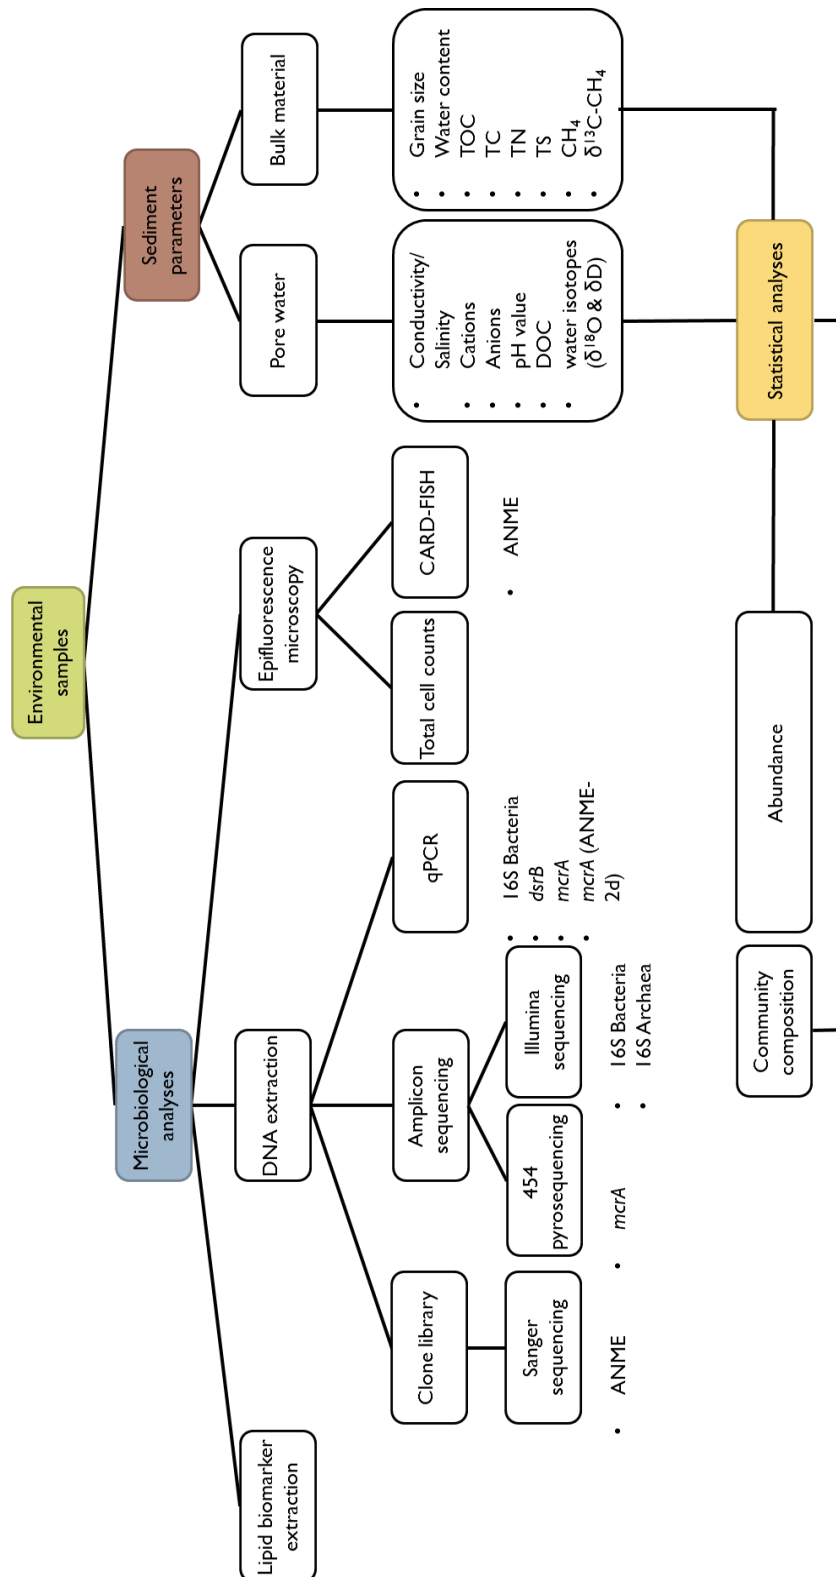 Environmental
samples
Microbiological
analyses
Sediment
parameters
Lipid biomarker
extraction
DNA extraction
Epifluorescence
microscopy
Pore water
Bulk material
Clone library
Amplicon
sequencing
qPCR
Total cell counts
CARD-FISH
• Conductivity/
Salinity
• Cations
• Anions
• pH value
• DOC
• water isotopes
(δ¹⁸O & δD)
• Grain size
• Water content
• TOC
• TC
• TN
• TS
• CH₄
• δ¹³C-CH₄
Sanger
sequencing
454
pyrosequencing
Illumina
sequencing
• 16S Bacteria
• dsrB
• mcrA
• mcrA (ANME-
2d)
• ANME
• ANME
• mcrA
• 16S Bacteria
• 16S Archaea
Community
composition
Abundance
Statistical analyses